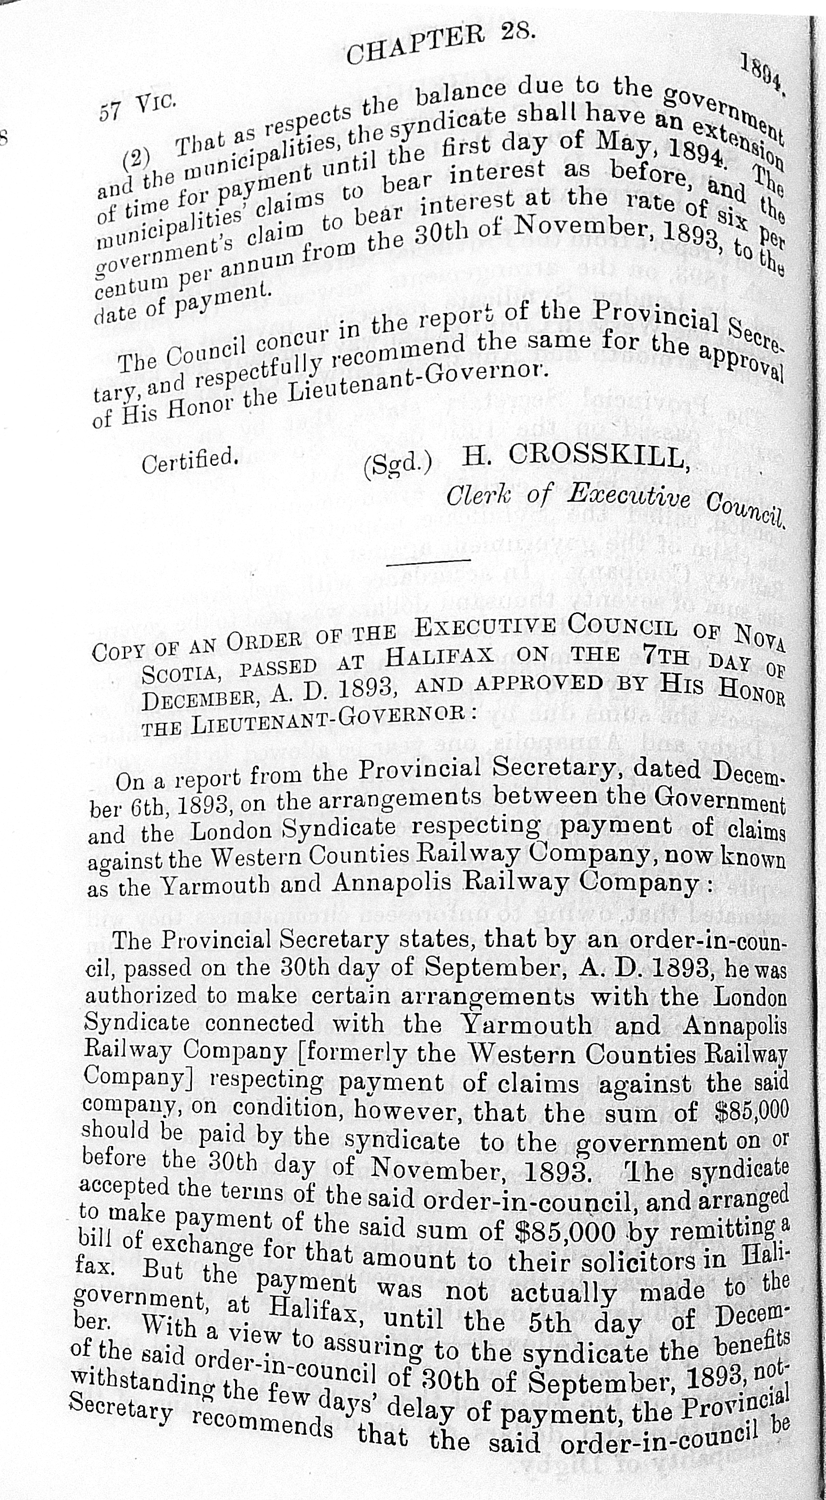 CHAPTER 28.
57 VIC. 1894.
(2) That as respects the balance due to the government
and the municipalities, the syndicate shall have an extension
of time for payment until the first day of May, 1894. The
municipalities' claims to bear interest as before, and the
government's claim to bear interest at the rate of six per
centum per annum from the 30th of November, 1893, to the
date of payment.
The Council concur in the report of the Provincial Secre-
tary, and respectfully recommend the same for the approval
of His Honor the Lieutenant-Governor.
Certified. (Sgd.) H. CROSSKILL,
Clerk of Executive Council.
COPY OF AN ORDER OF THE EXECUTIVE COUNCIL OF NOVA
SCOTIA, PASSED AT HALIFAX ON THE 7TH DAY OF
DECEMBER, A. D. 1893, AND APPROVED BY HIS HONOR
THE LIEUTENANT-GOVERNOR:
On a report from the Provincial Secretary, dated Decem-
ber 6th, 1893, on the arrangements between the Government
and the London Syndicate respecting payment of claims
against the Western Counties Railway Company, now known
as the Yarmouth and Annapolis Railway Company:
The Provincial Secretary states, that by an order-in-coun-
cil, passed on the 30th day of September, A. D. 1893, he was
authorized to make certain arrangements with the London
Syndicate connected with the Yarmouth and Annapolis
Railway Company [formerly the Western Counties Railway
Company] respecting payment of claims against the said
company, on condition, however, that the sum of $85,000
should be paid by the syndicate to the government on or
before the 30th day of November, 1893. The syndicate
accepted the terms of the said order-in-council, and arranged
to make payment of the said sum of $85,000 by remitting a
bill of exchange for that amount to their solicitors in Hali-
fax. But the payment was not actually made to the
government, at Halifax, until the 5th day of Decem-
ber. With a view to assuring to the syndicate the benefits
of the said order-in-council of 30th of September, 1893, not-
withstanding the few days' delay of payment, the Provincial
Secretary recommends that the said order-in-council be